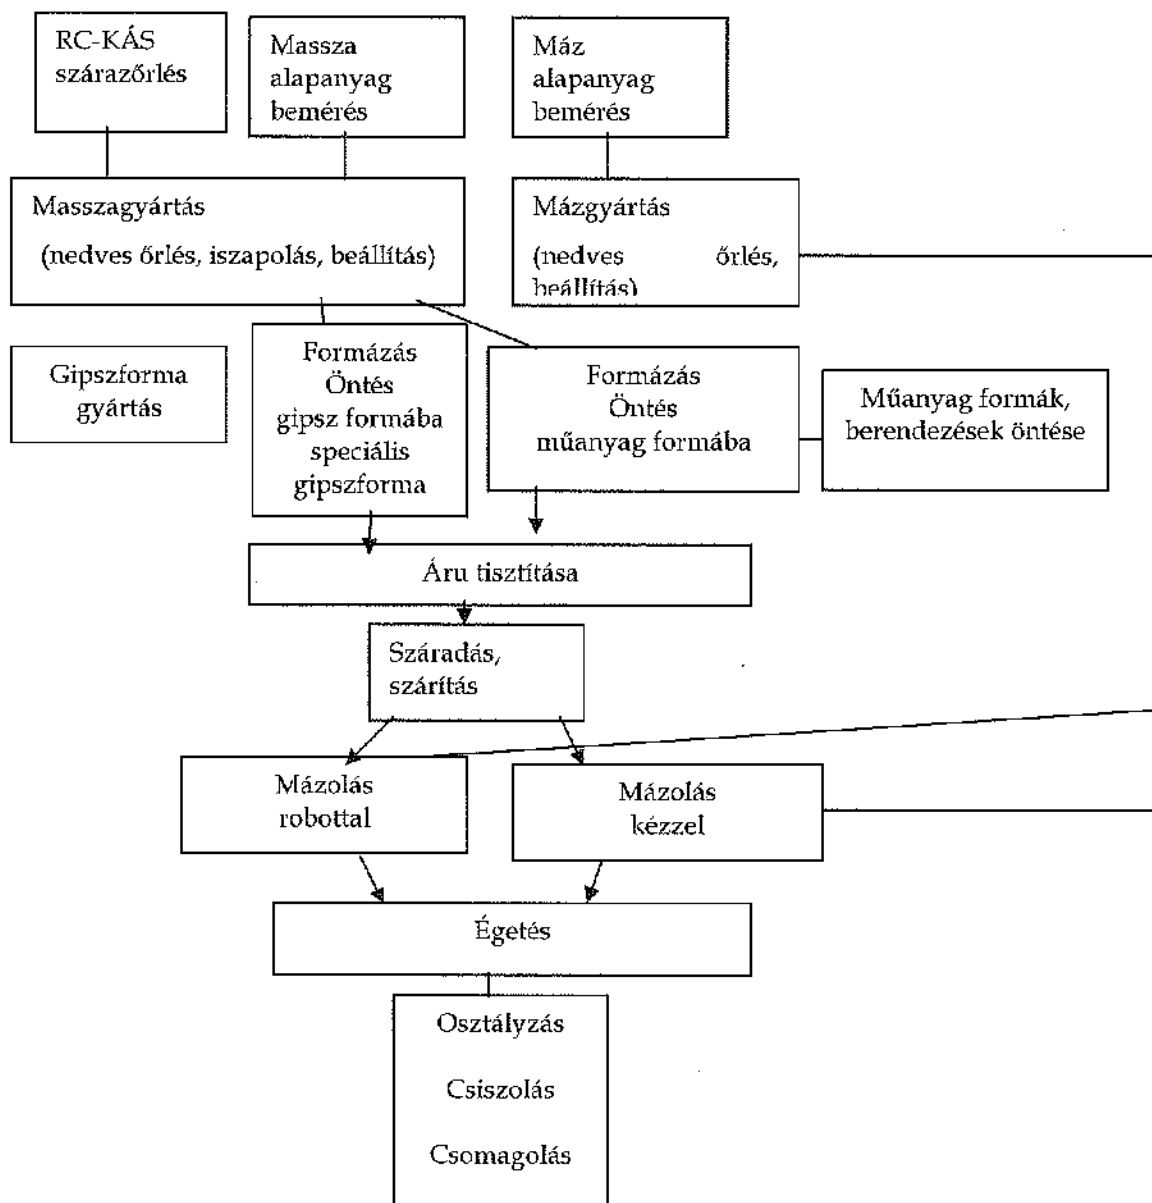 RC-KÁS
szárazőrlés
Massza
alapanyag
bemérés
Máz
alapanyag
bemérés
Masszagyártás
(nedves őrlés, iszapolás, beállítás)
Mázgyártás
(nedves őrlés,
beállítás)
Gipszforma
gyártás
Formázás
Öntés
gipsz formába
speciális
gipszforma
Formázás
Öntés
műanyag formába
Műanyag formák,
berendezések öntése
Áru tisztítása
Száradás,
szárítás
Mázolás
robottal
Mázolás
kézzel
Égetés
Osztályzás
Csiszolás
Csomagolás